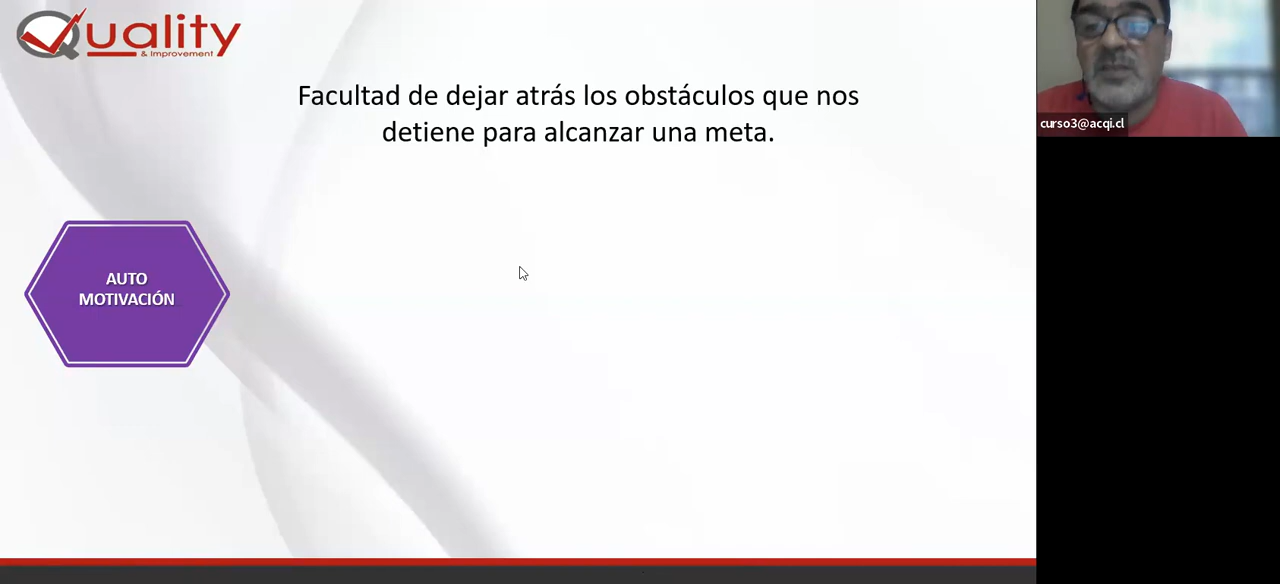 Quality
& Improvement
Facultad de dejar atrás los obstáculos que nos
detiene para alcanzar una meta.
AUTO
MOTIVACIÓN
curso3@acqi.cl